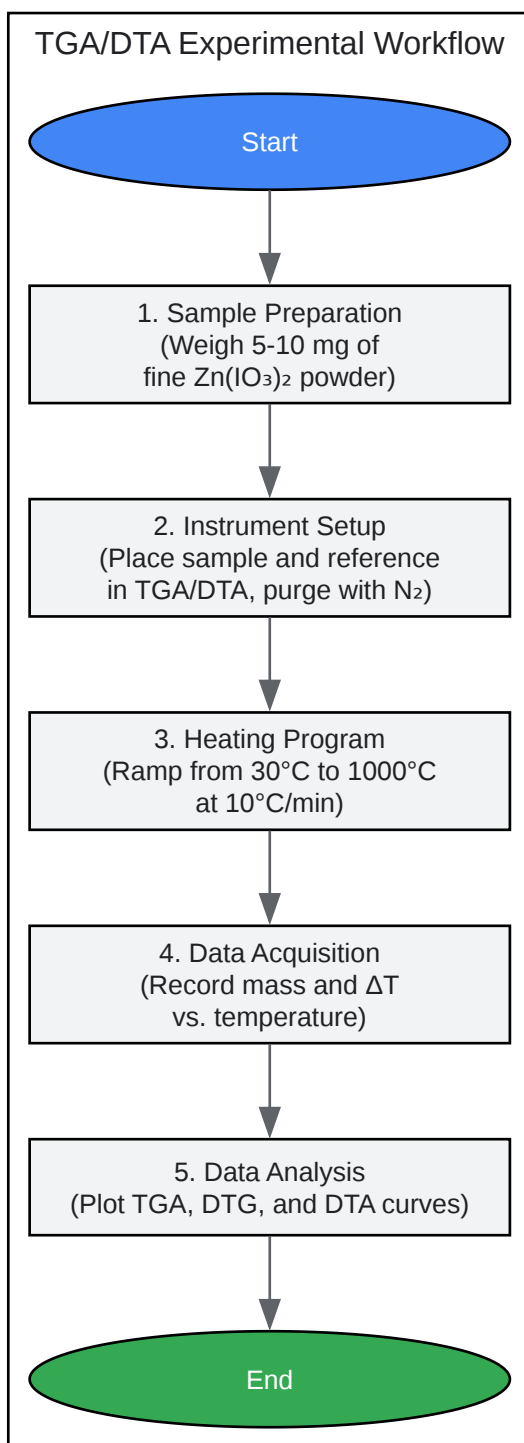 TGA/DTA Experimental Workflow
Start
1. Sample Preparation
(Weigh 5-10 mg of
fine Zn(IO₃)₂ powder)
2. Instrument Setup
(Place sample and reference
in TGA/DTA, purge with N₂)
3. Heating Program
(Ramp from 30°C to 1000°C
at 10°C/min)
4. Data Acquisition
(Record mass and ΔT
vs. temperature)
5. Data Analysis
(Plot TGA, DTG, and DTA curves)
End